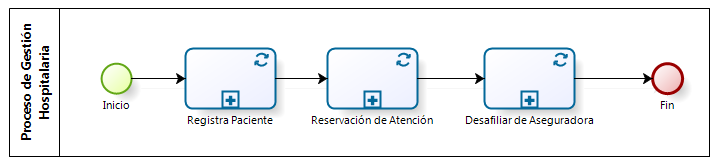 Proceso de Gestión
Hospitalaria
Inicio
Registra Paciente
Reservación de Atención
Desafiliar de Aseguradora
Fin